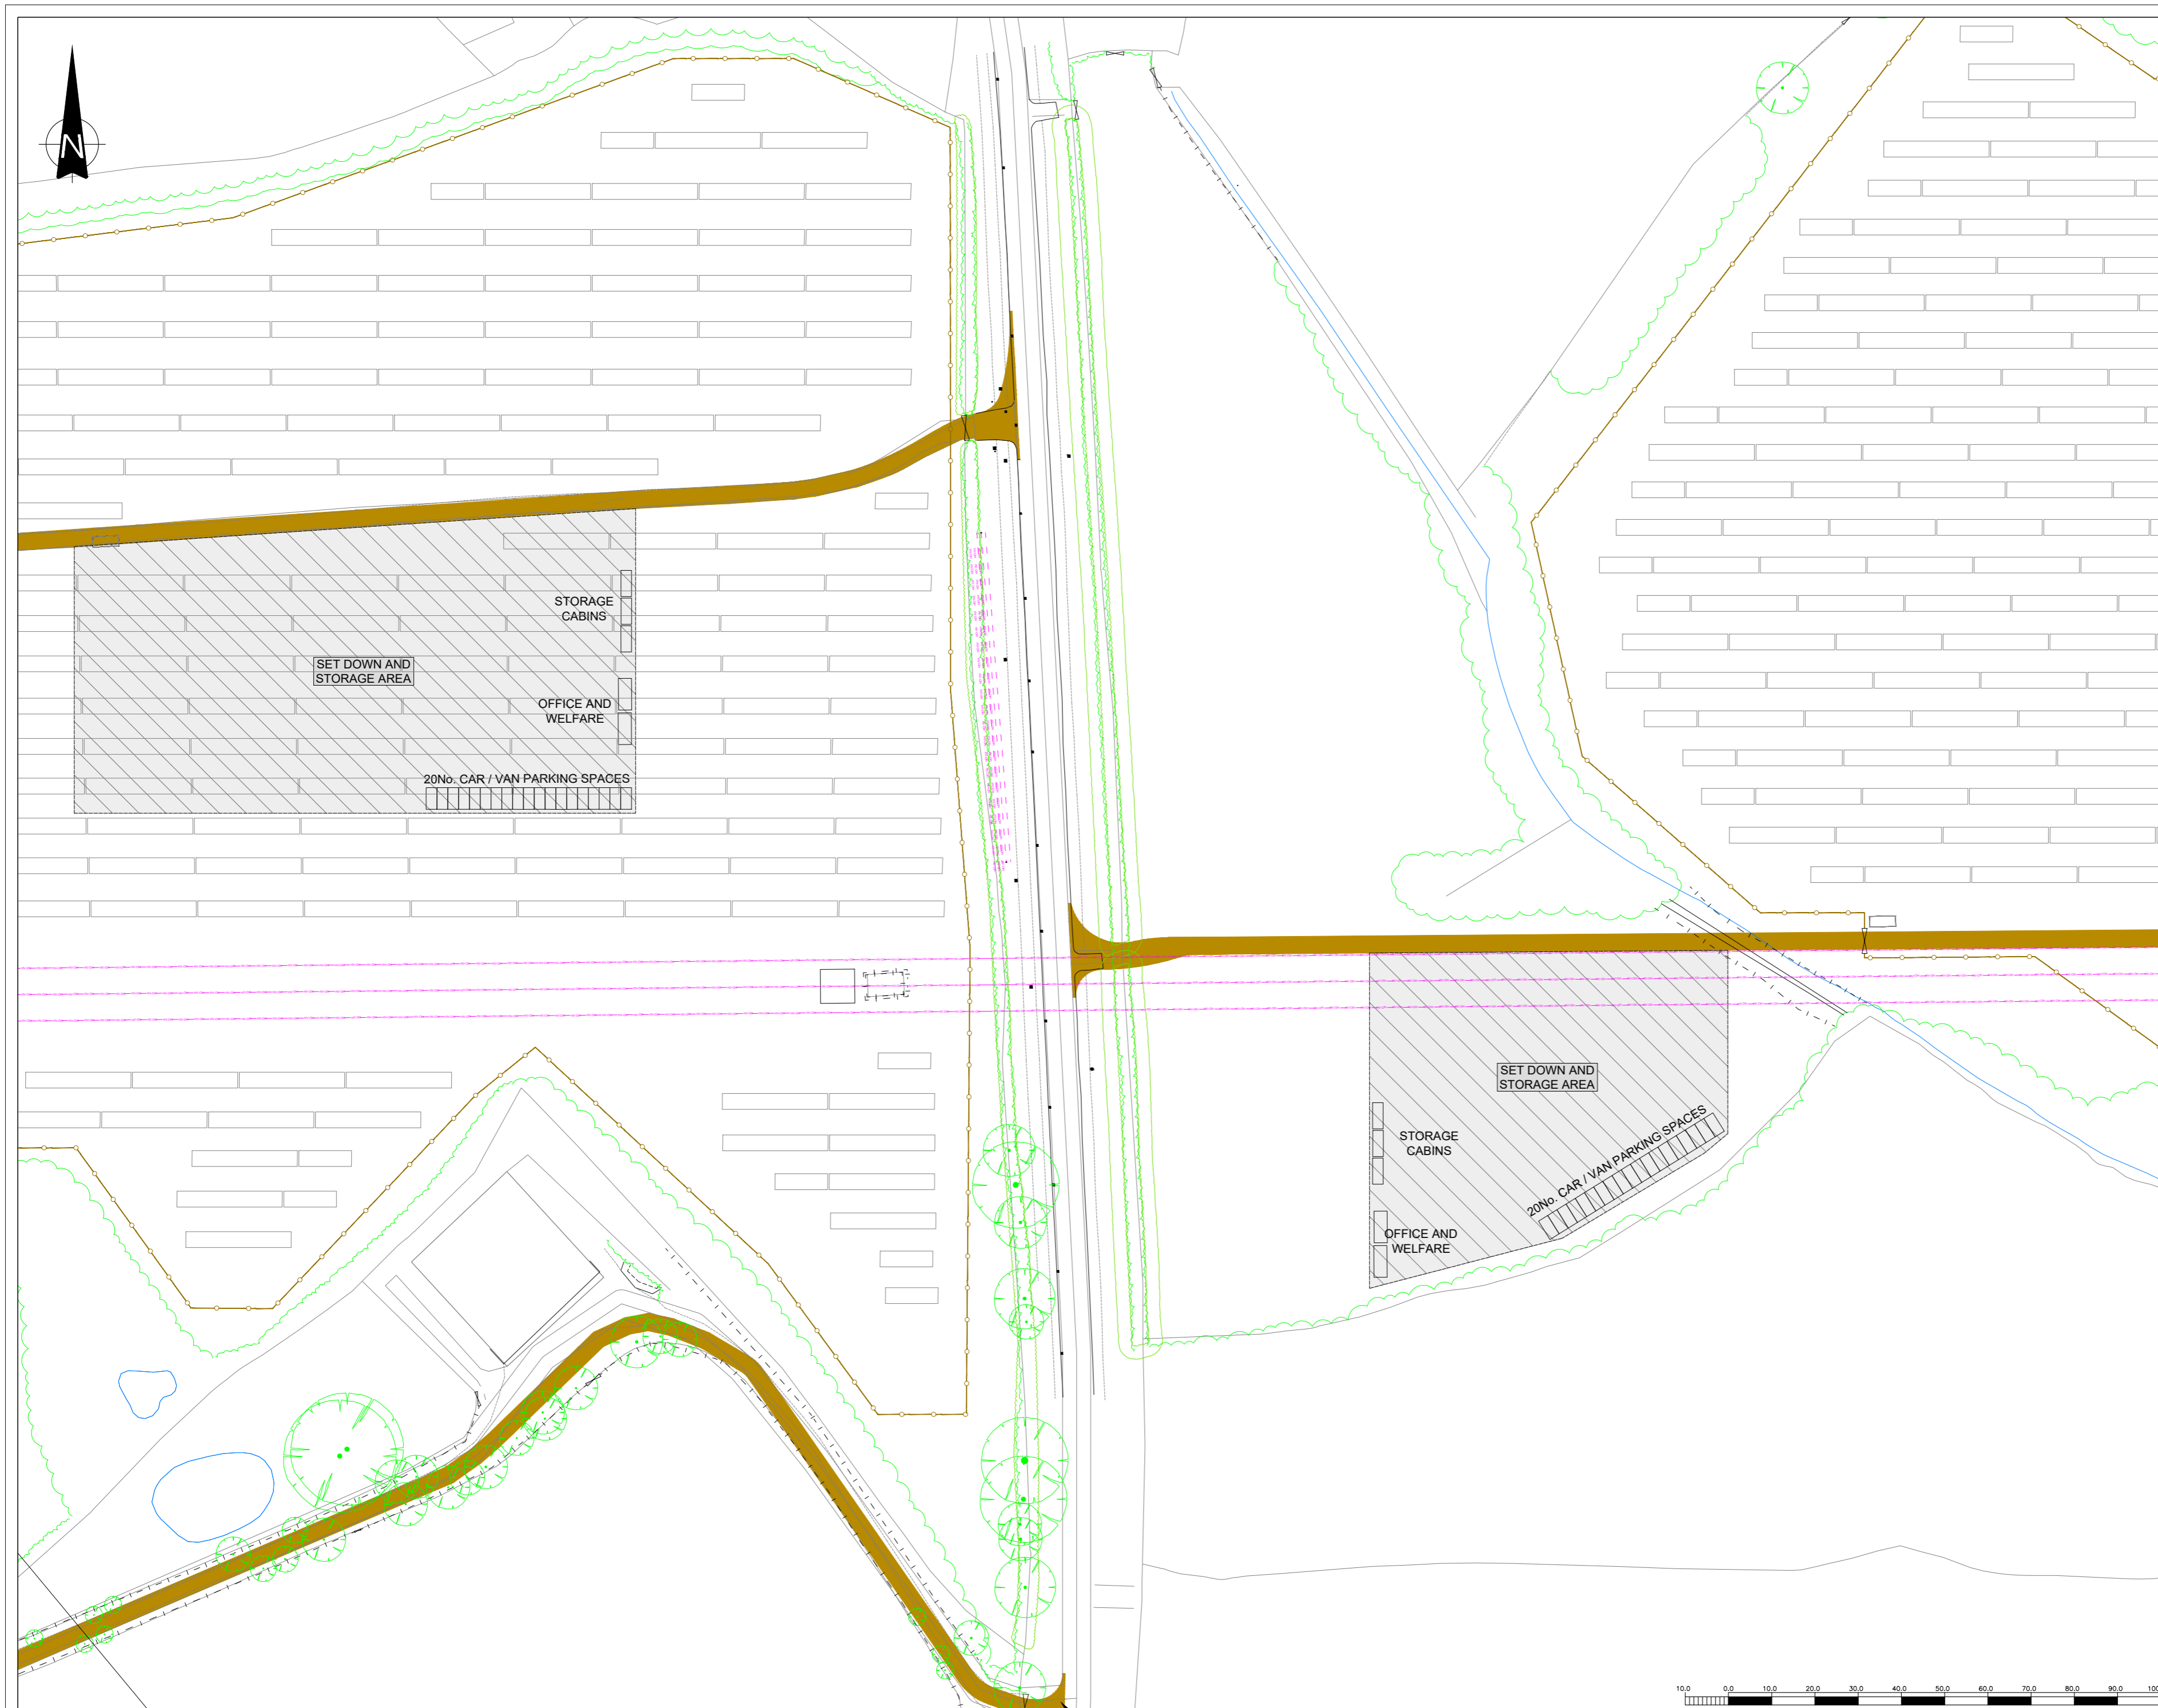 N
STORAGE
CABINS
SET DOWN AND
STORAGE AREA
OFFICE AND
WELFARE
20No. CAR / VAN PARKING SPACES
SET DOWN AND
STORAGE AREA
STORAGE
CABINS
20No. CAR / VAN PARKING SPACES
OFFICE AND
WELFARE
10.0 0.0 10.0 20.0 30.0 40.0 50.0 60.0 70.0 80.0 90.0